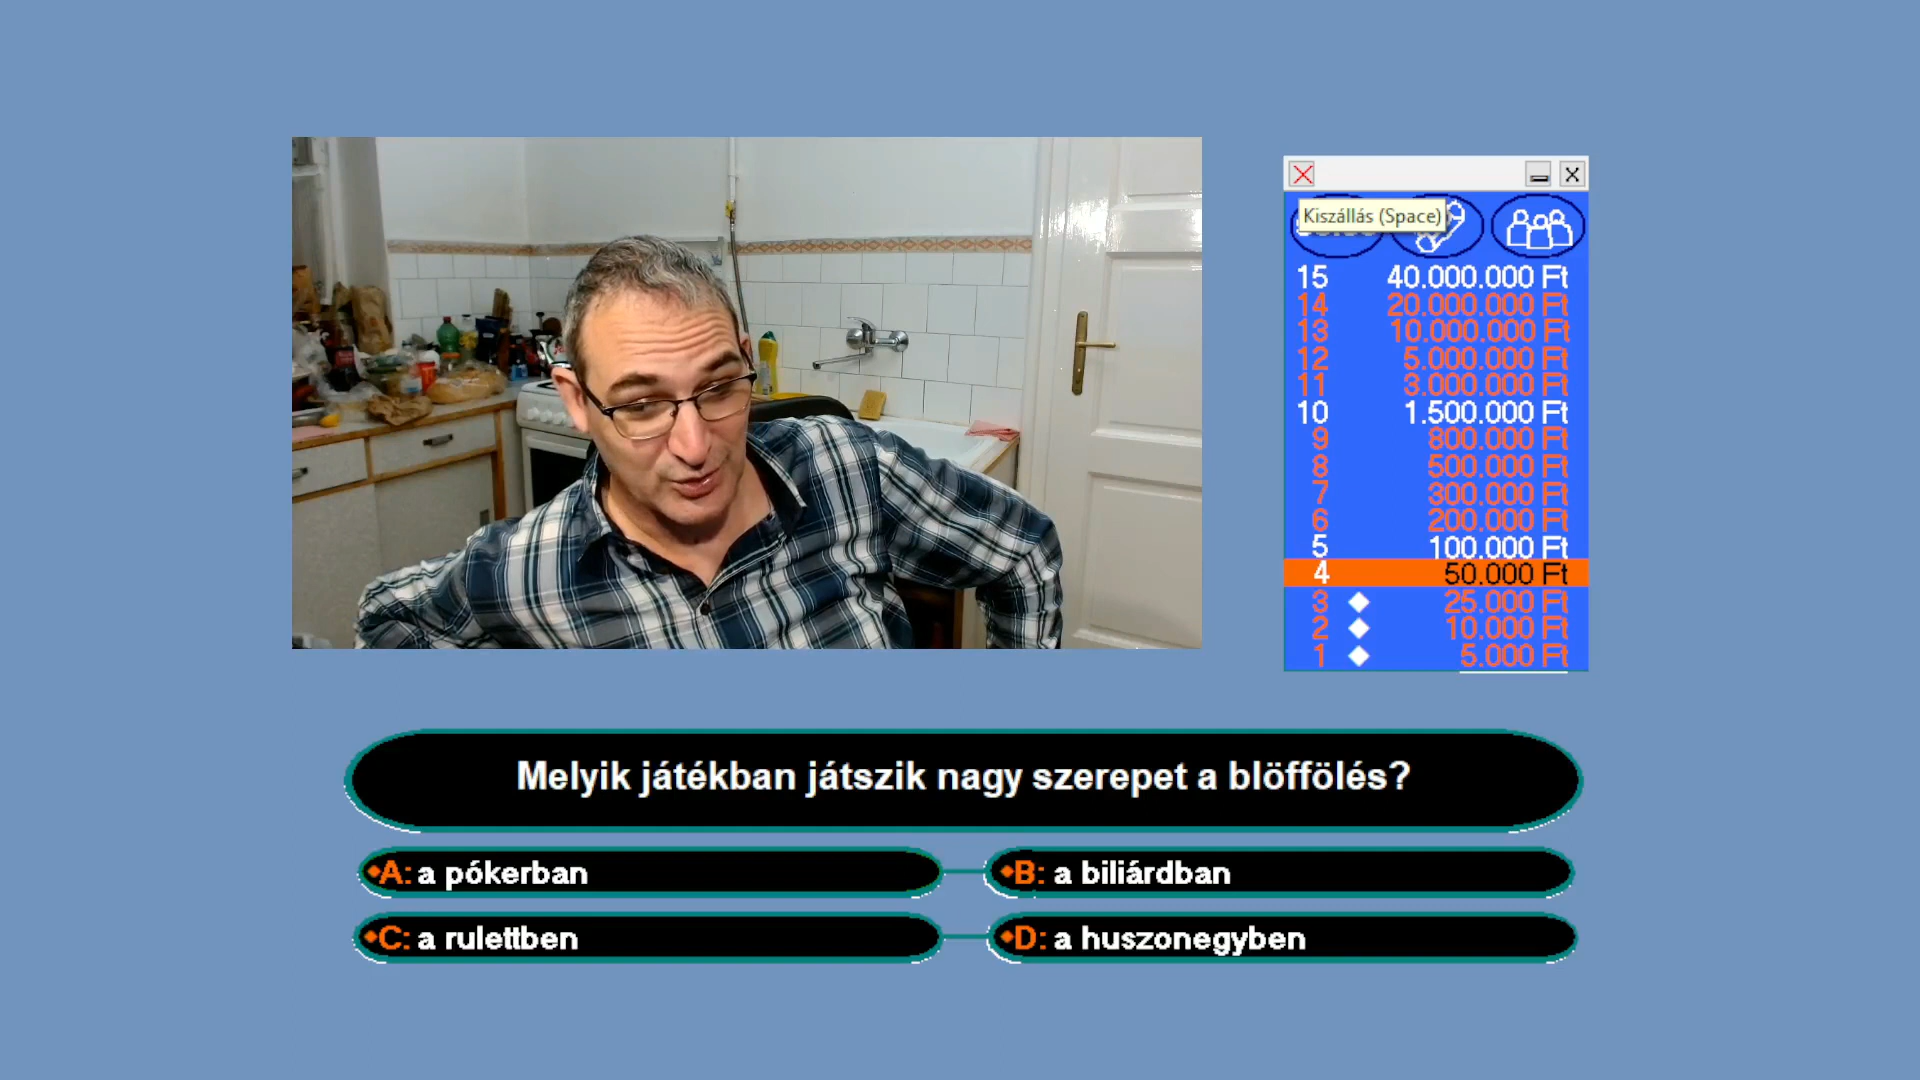 Kiszállás (Space)
15 40.000.000 Ft
14 20.000.000 Ft
13 10.000.000 Ft
12 5.000.000 Ft
11 3.000.000 Ft
10 1.500.000 Ft
9 800.000 Ft
8 500.000 Ft
7 300.000 Ft
6 200.000 Ft
5 100.000 Ft
4 50.000 Ft
3 25.000 Ft
2 10.000 Ft
1 5.000 Ft
Melyik játékban játszik nagy szerepet a blöffölés?
A: a pókerban
B: a biliárdban
C: a rulettben
D: a huszonegyben